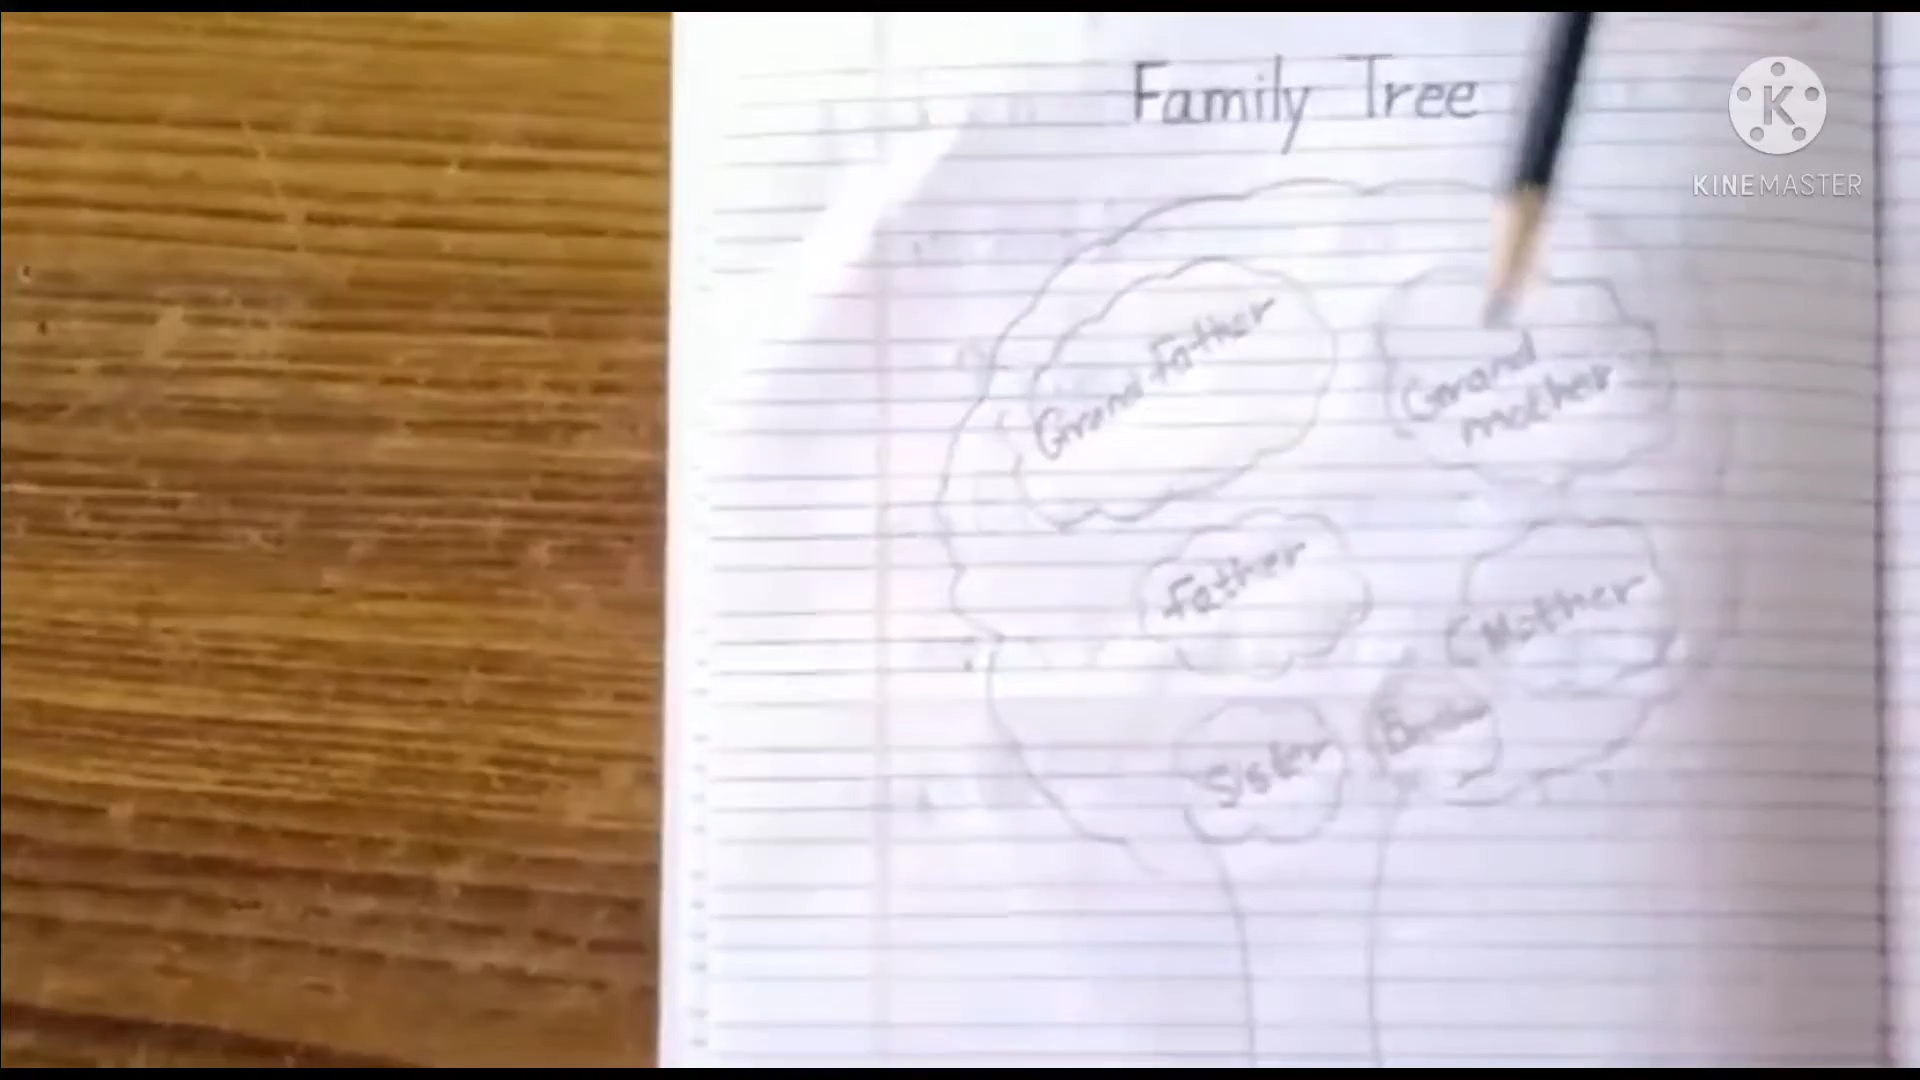 Family Tree
KINEMASTER
Grand Father
Grand
mother
Father
Mother
Sister